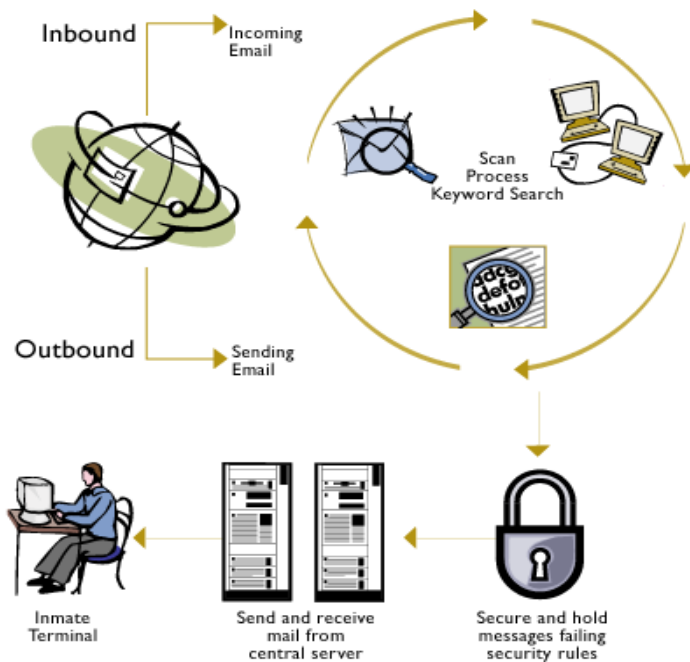 Inbound
Incoming
Email
Scan
Process
Keyword Search
Outbound
Sending
Email
Inmate
Terminal
Send and receive
mail from
central server
Secure and hold
messages failing
security rules